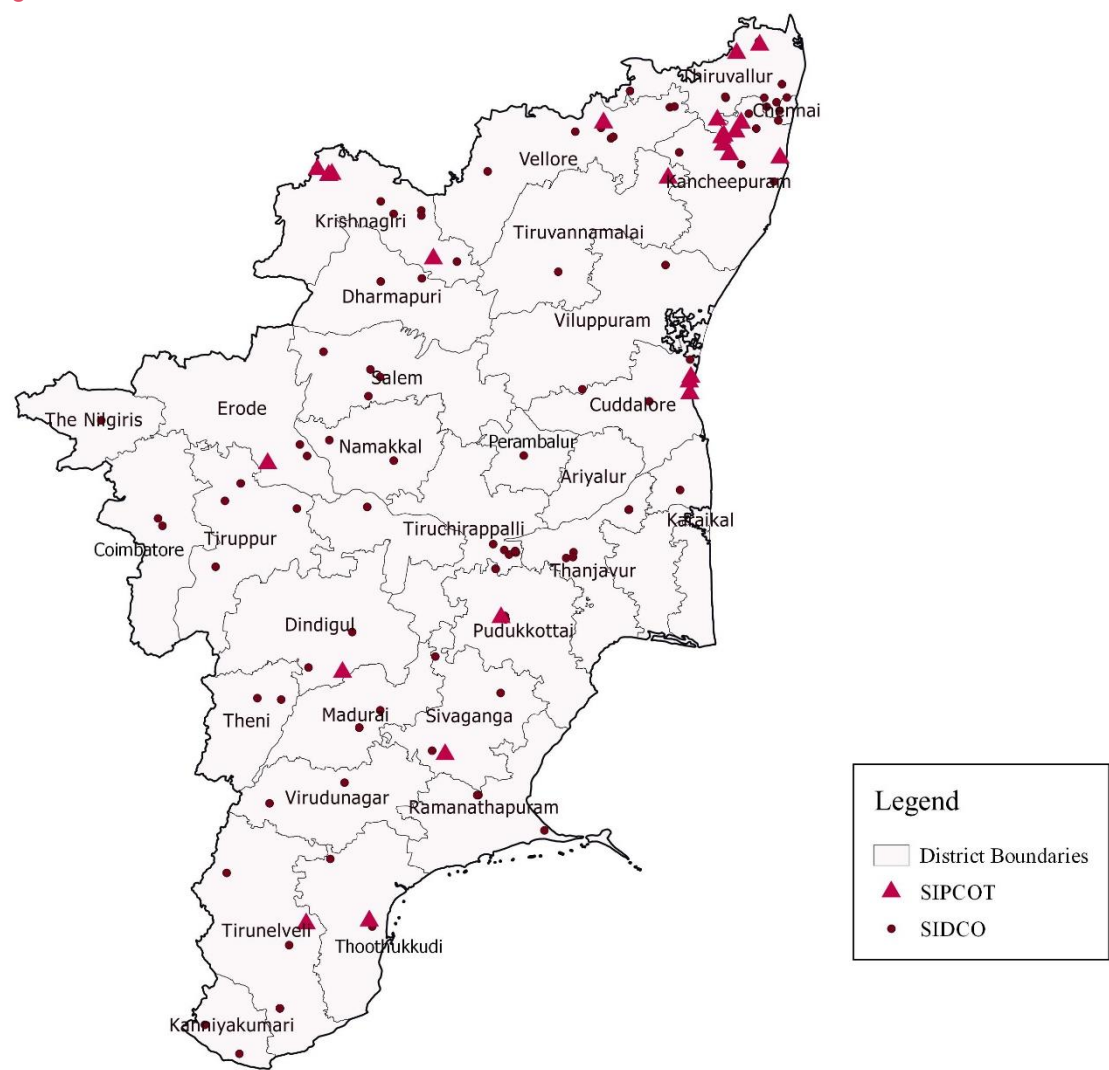 Thiruvallur
Chennai
Vellore
Kancheepuram
Krishnagiri
Tiruvannamalai
Dharmapuri
Viluppuram
Salem
The Nilgiris
Erode
Cuddalore
Namakkal
Perambalur
Ariyalur
Tiruchirappalli
Karaikal
Coimbatore
Tiruppur
Thanjavur
Dindigul
Pudukkottai
Theni
Madurai
Sivaganga
Virudunagar
Ramanathapuram
Tirunelveli
Thoothukkudi
Kanniyakumari
Legend
District Boundaries
SIPCOT
SIDCO